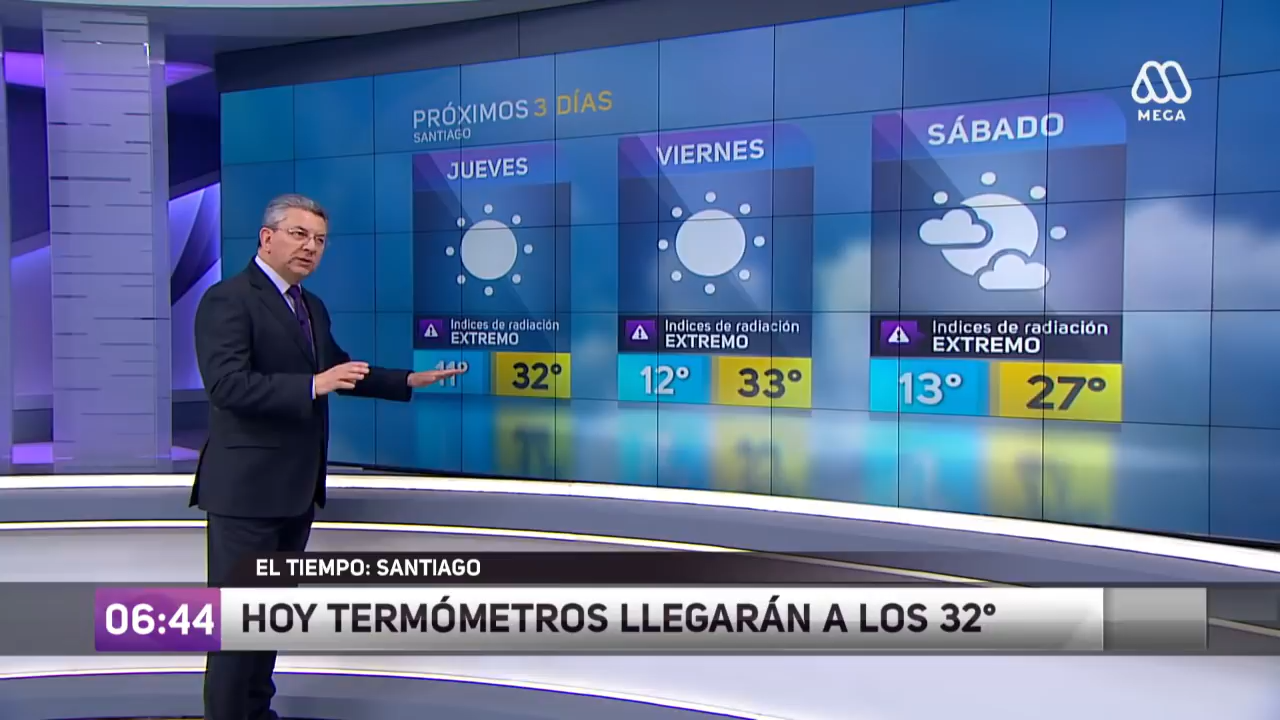 MEGA
PRÓXIMOS 3 DÍAS
SANTIAGO
JUEVES
Indices de radiación
EXTREMO
11° 32°
VIERNES
Indices de radiación
EXTREMO
12° 33°
SÁBADO
Indices de radiación
EXTREMO
13° 27°
EL TIEMPO: SANTIAGO
06:44 HOY TERMÓMETROS LLEGARÁN A LOS 32°